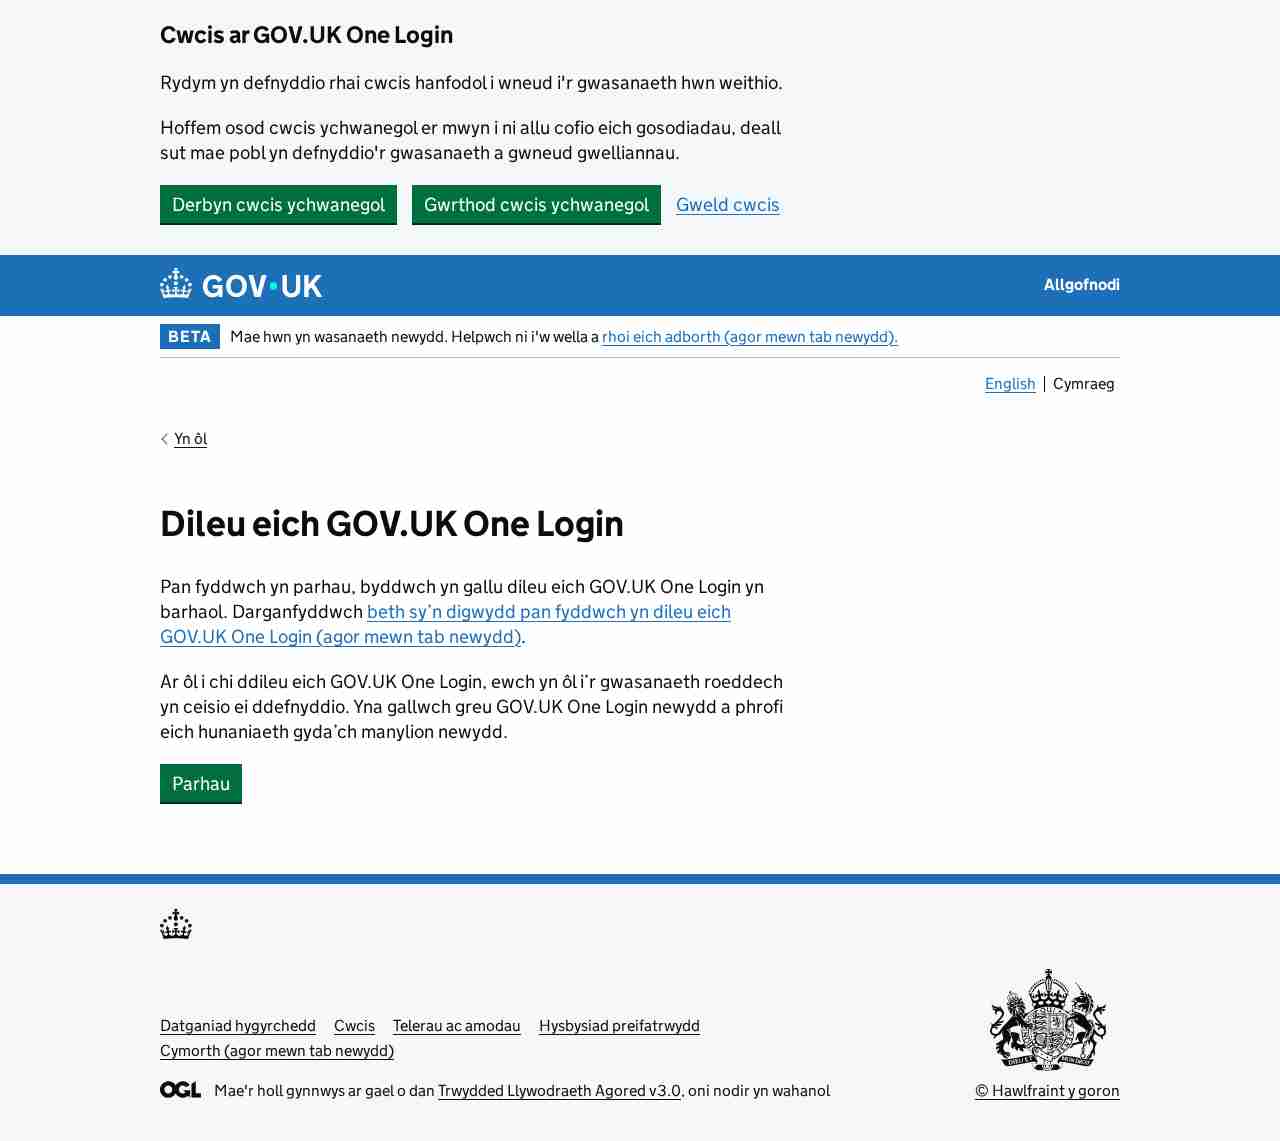 Cwcis ar GOV.UK One Login
Rydym yn defnyddio rhai cwcis hanfodol i wneud i'r gwasanaeth hwn weithio.
Hoffem osod cwcis ychwanegol er mwyn i ni allu cofio eich gosodiadau, deall
sut mae pobl yn defnyddio'r gwasanaeth a gwneud gwelliannau.
Derbyn cwcis ychwanegol Gwrthod cwcis ychwanegol Gweld cwcis
GOV·UK Allgofnodi
BETA Mae hwn yn wasanaeth newydd. Helpwch ni i'w wella a rhoi eich adborth (agor mewn tab newydd).
English Cymraeg
Yn ôl
Dileu eich GOV.UK One Login
Pan fyddwch yn parhau, byddwch yn gallu dileu eich GOV.UK One Login yn
barhaol. Darganfyddwch beth sy’n digwydd pan fyddwch yn dileu eich
GOV.UK One Login (agor mewn tab newydd).
Ar ôl i chi ddileu eich GOV.UK One Login, ewch yn ôl i’r gwasanaeth roeddech
yn ceisio ei ddefnyddio. Yna gallwch greu GOV.UK One Login newydd a phrofi
eich hunaniaeth gyda’ch manylion newydd.
Parhau
Datganiad hygyrchedd Cwcis Telerau ac amodau Hysbysiad preifatrwydd
Cymorth (agor mewn tab newydd)
OGL Mae'r holl gynnwys ar gael o dan Trwydded Llywodraeth Agored v3.0, oni nodir yn wahanol
© Hawlfraint y goron